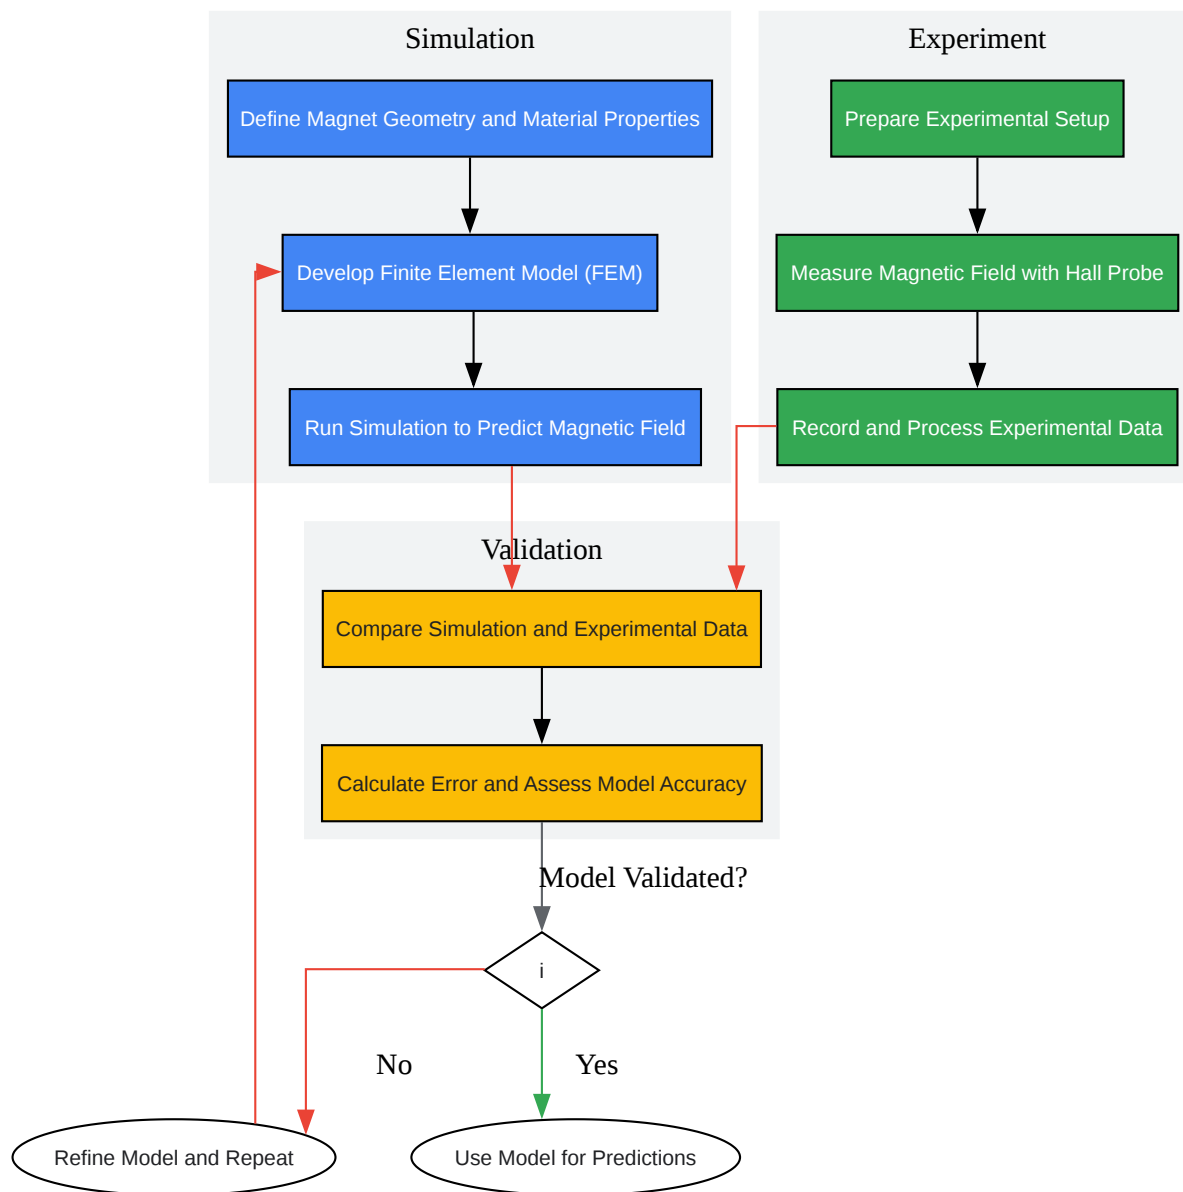 Simulation
Define Magnet Geometry and Material Properties
Develop Finite Element Model (FEM)
Run Simulation to Predict Magnetic Field
Experiment
Prepare Experimental Setup
Measure Magnetic Field with Hall Probe
Record and Process Experimental Data
Validation
Compare Simulation and Experimental Data
Calculate Error and Assess Model Accuracy
Model Validated?
i
No
Yes
Refine Model and Repeat
Use Model for Predictions